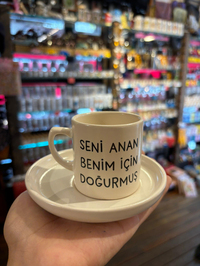 SENİ ANAN
BENİM İÇİN
DOĞURMUŞ